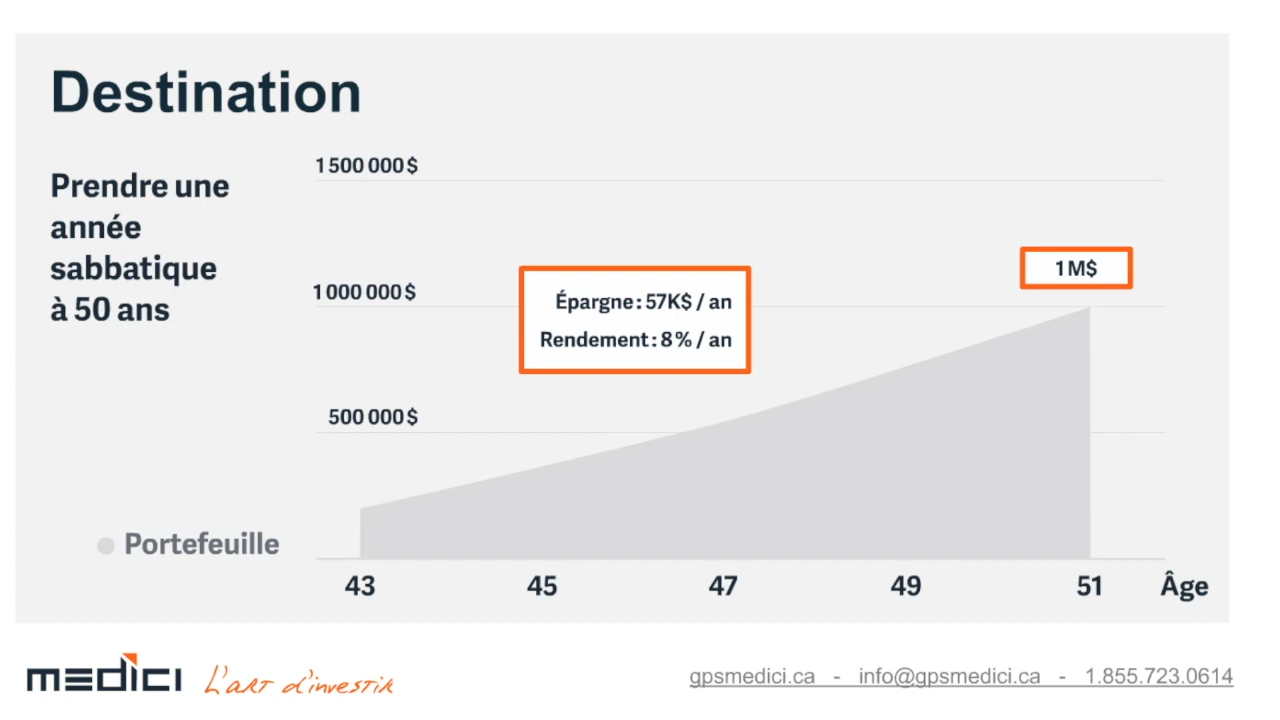 Destination
Prendre une
année
sabbatique
à 50 ans
1 500 000 $
1 000 000 $
500 000 $
1 M$
Épargne : 57K$ / an
Rendement : 8 % / an
Portefeuille
43 45 47 49 51 Âge
medici L'art d'investir
gpsmedici.ca - info@gpsmedici.ca - 1.855.723.0614